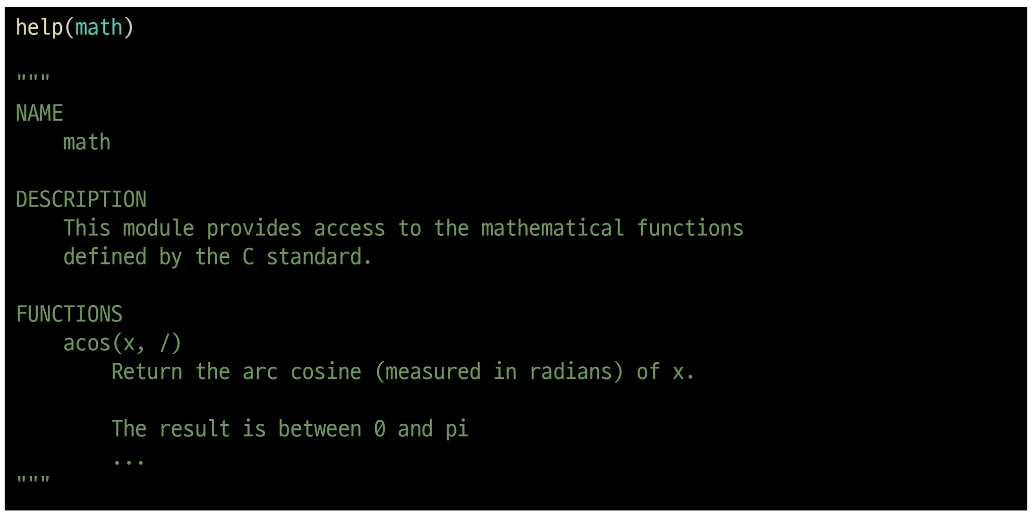 help(math)
"""
NAME
    math
DESCRIPTION
    This module provides access to the mathematical functions
    defined by the C standard.
FUNCTIONS
    acos(x, /)
        Return the arc cosine (measured in radians) of x.
        The result is between 0 and pi
        ...
"""